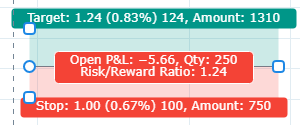 Target: 1.24 (0.83%) 124, Amount: 1310
Open P&L: −5.66, Qty: 250
Risk/Reward Ratio: 1.24
Stop: 1.00 (0.67%) 100, Amount: 750